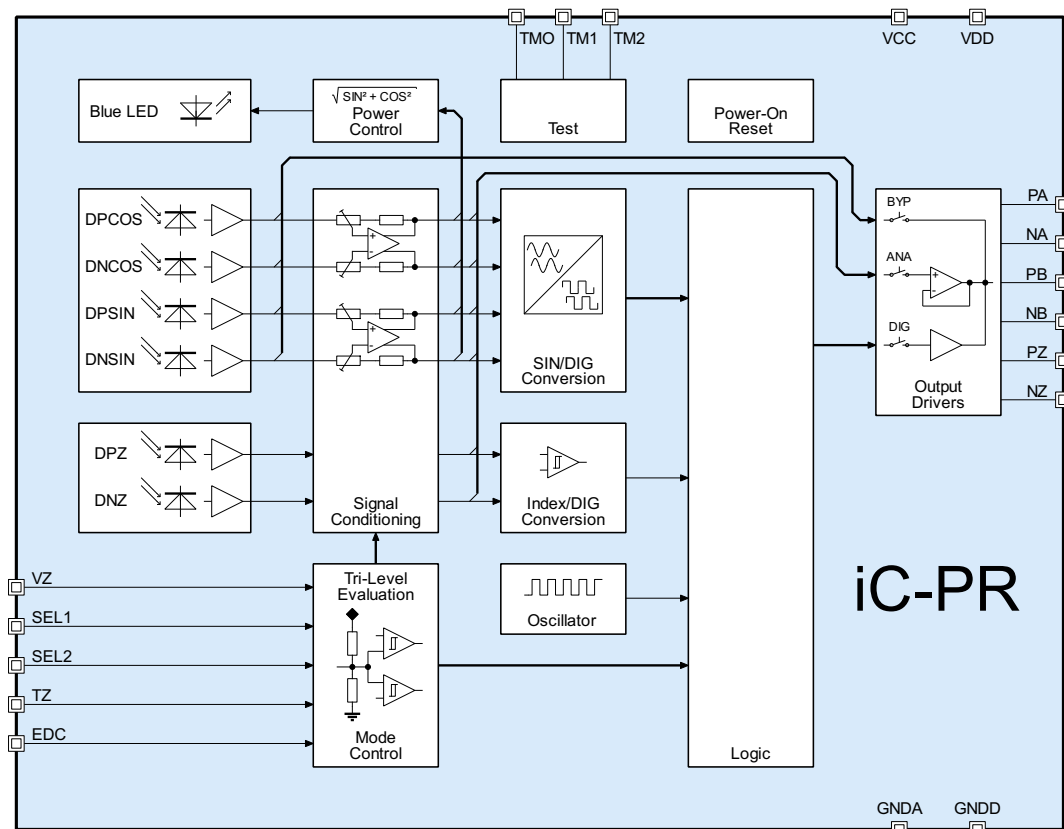 TM0 TM1 TM2
VCC VDD
Blue LED
√SIN² + COS²
Power
Control
Test
Power-On
Reset
DPCOS
DNCOS
DPSIN
DNSIN
SIN/DIG
Conversion
BYP
ANA
DIG
Output
Drivers
PA
NA
PB
NB
PZ
NZ
DPZ
DNZ
Signal
Conditioning
Index/DIG
Conversion
VZ
SEL1
SEL2
TZ
EDC
Tri-Level
Evaluation
Mode
Control
Oscillator
Logic
iC-PR
GNDA GNDD